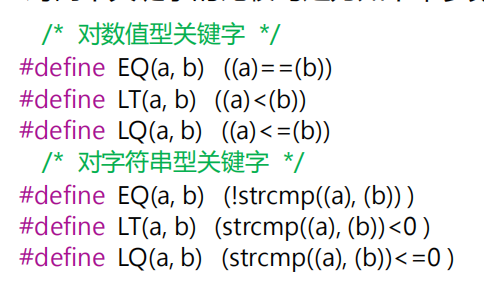 /* 对数值型关键字 */
#define EQ(a, b) ((a)==(b))
#define LT(a, b) ((a)<(b))
#define LQ(a, b) ((a)<=(b))
/* 对字符串型关键字 */
#define EQ(a, b) (!strcmp((a), (b)) )
#define LT(a, b) (strcmp((a), (b))<0 )
#define LQ(a, b) (strcmp((a), (b))<=0 )